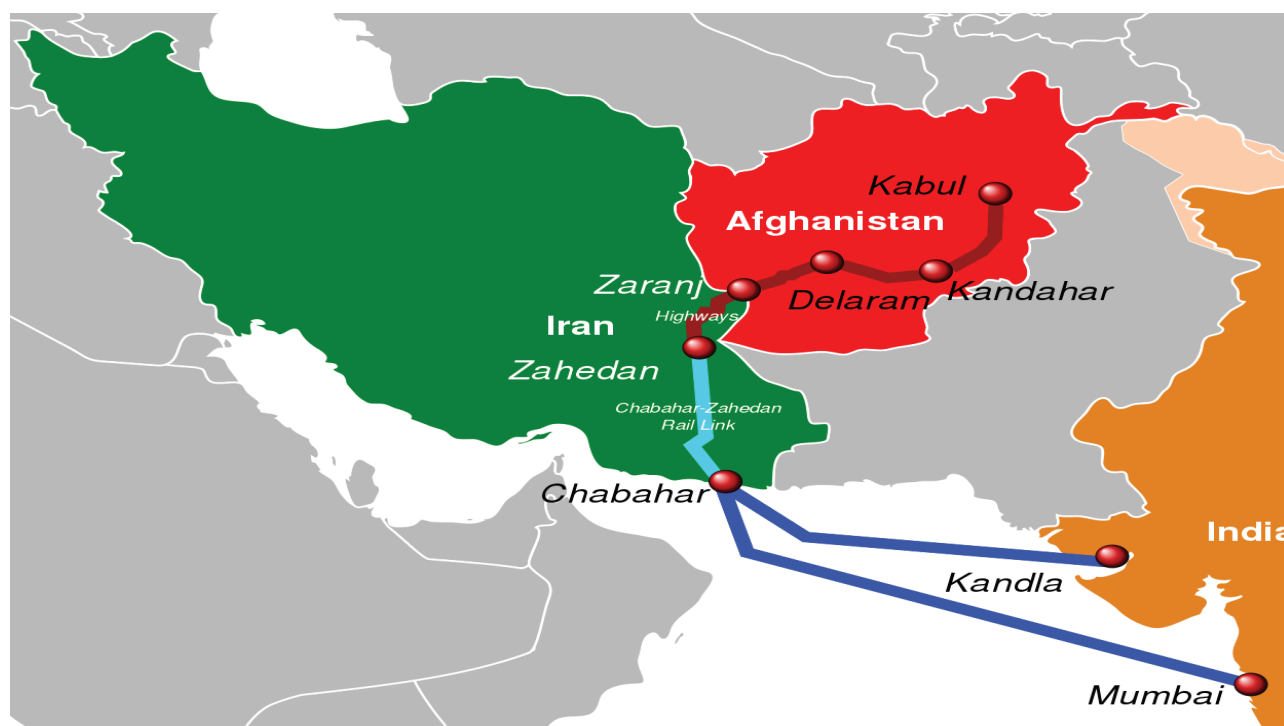 Kabul
Afghanistan
Zaranj
Delaram
Kandahar
Highways
Iran
Zahedan
Chabahar-Zahedan
Rail Link
Chabahar
India
Kandla
Mumbai